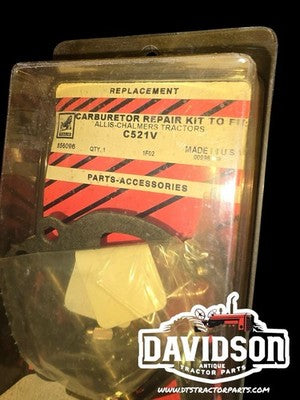 REPLACEMENT
CARBURETOR REPAIR KIT TO FIT
ALLIS-CHALMERS TRACTORS
C521V
QTY. 1
1F02
MADE I U S
PARTS-ACCESSORIES
DAVIDSON
ANTIQUE
TRACTOR PARTS
WWW.DTSTRACTORPARTS.COM